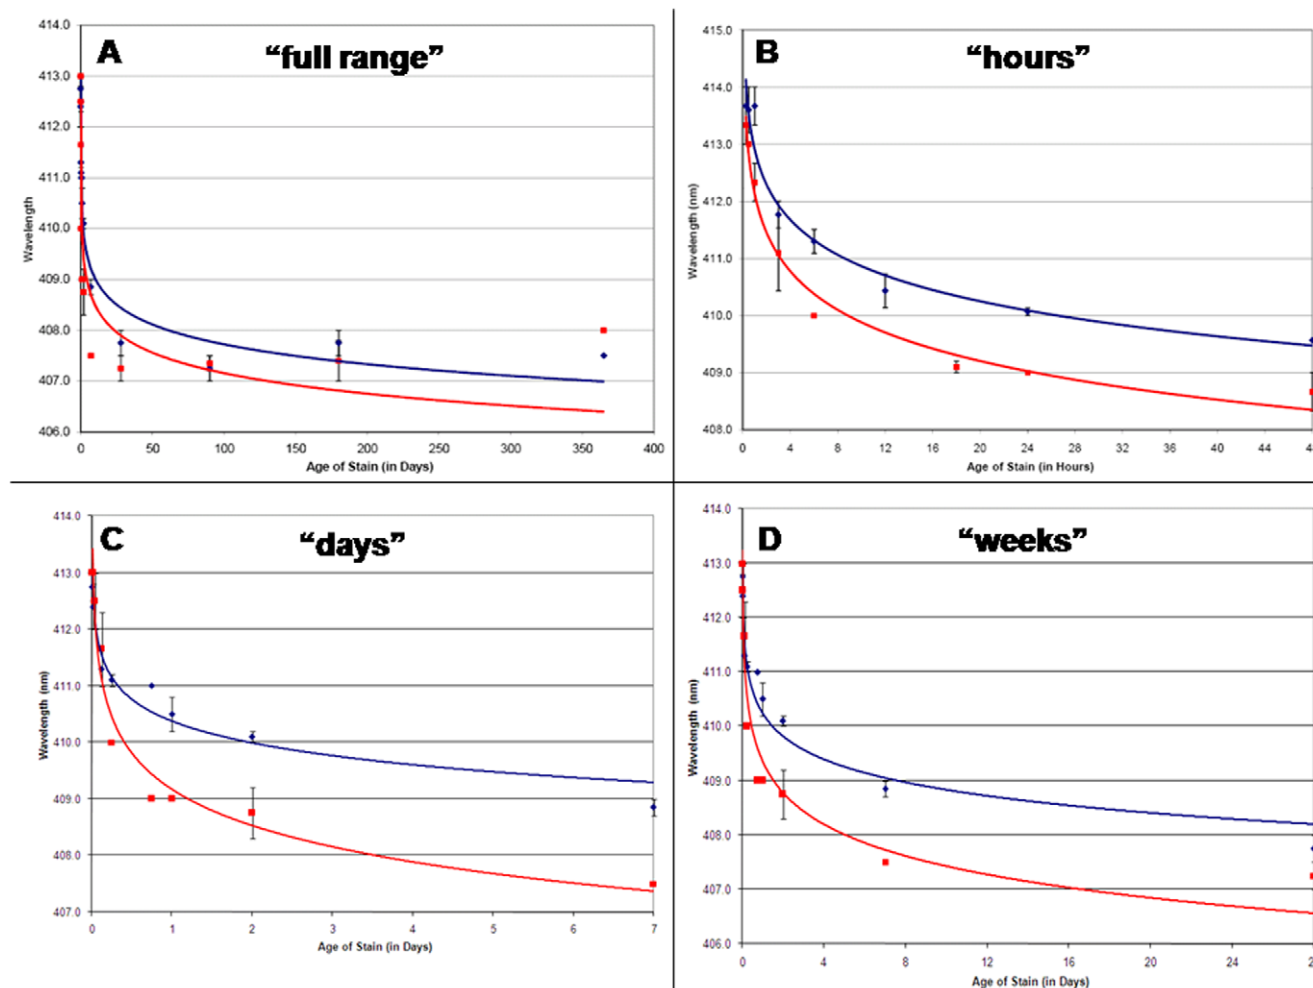 A
“full range”
414.0
413.0
412.0
411.0
410.0
409.0
408.0
407.0
406.0
Wavelength
0 50 100 150 200 250 300 350 400
Age of Stain (in Days)
B
“hours”
415.0
414.0
413.0
412.0
411.0
410.0
409.0
408.0
Wavelength (nm)
0 4 8 12 16 20 24 28 32 36 40 44
Age of Stain (in Hours)
C
“days”
414.0
413.0
412.0
411.0
410.0
409.0
408.0
407.0
Wavelength (nm)
0 1 2 3 4 5 6 7
Age of Stain (in Days)
D
“weeks”
414.0
413.0
412.0
411.0
410.0
409.0
408.0
407.0
406.0
Wavelength (nm)
0 4 8 12 16 20 24
Age of Stain (in Days)